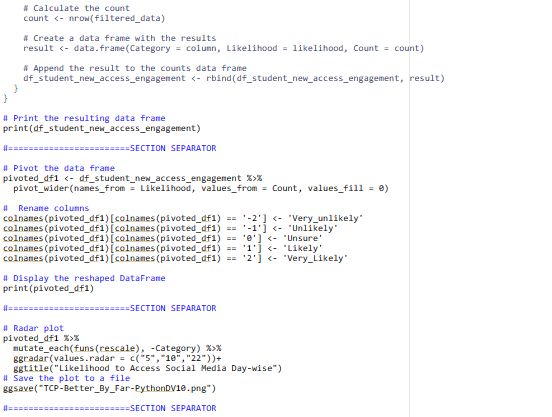 # Calculate the count
count <- nrow(filtered_data)
# Create a data frame with the results
result <- data.frame(Category = column, Likelihood = likelihood, Count = count)
# Append the result to the counts data frame
df_student_new_access_engagement <- rbind(df_student_new_access_engagement, result)
}
}
# Print the resulting data frame
print(df_student_new_access_engagement)
#=========================SECTION SEPARATOR
# Pivot the data frame
pivoted_df1 <- df_student_new_access_engagement %>%
pivot_wider(names_from = Likelihood, values_from = Count, values_fill = 0)
#  Rename columns
colnames(pivoted_df1)[colnames(pivoted_df1) == '-2'] <- 'Very_unlikely'
colnames(pivoted_df1)[colnames(pivoted_df1) == '-1'] <- 'Unlikely'
colnames(pivoted_df1)[colnames(pivoted_df1) == '0'] <- 'Unsure'
colnames(pivoted_df1)[colnames(pivoted_df1) == '1'] <- 'Likely'
colnames(pivoted_df1)[colnames(pivoted_df1) == '2'] <- 'Very_Likely'
# Display the reshaped DataFrame
print(pivoted_df1)
#=========================SECTION SEPARATOR
# Radar plot
pivoted_df1 %>%
mutate_each(funs(rescale), -Category) %>%
ggradar(values.radar = c("5","10","22"))+
ggtitle("Likelihood to Access Social Media Day-wise")
# Save the plot to a file
ggsave("TCP-Better_By_Far-PythonDV10.png")
#=========================SECTION SEPARATOR